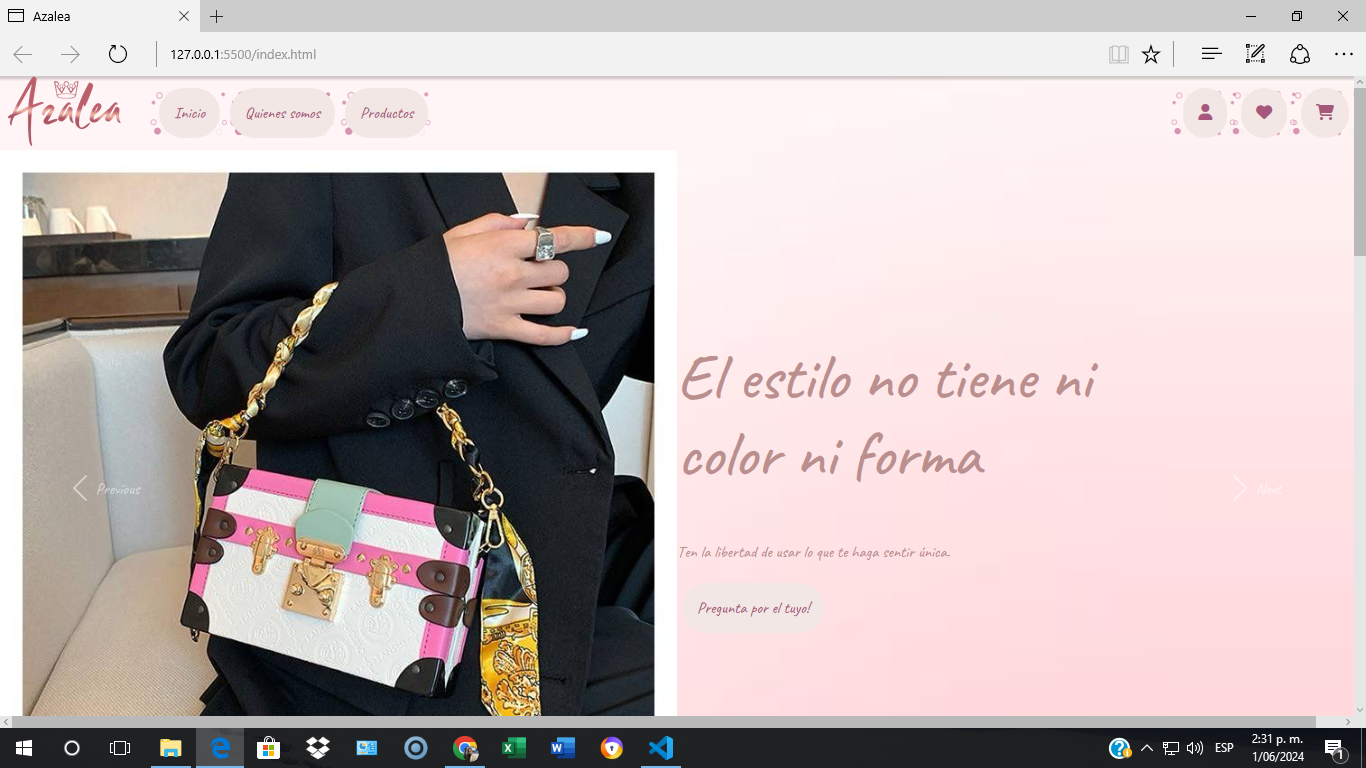 Azalea
127.0.0.1:5500/index.html
Azalea
Inicio
Quienes somos
Productos
El estilo no tiene ni
color ni forma
Previous
Next
Ten la libertad de usar lo que te haga sentir única.
Pregunta por el tuyo!
ESP
2:31 p. m.
1/06/2024
1